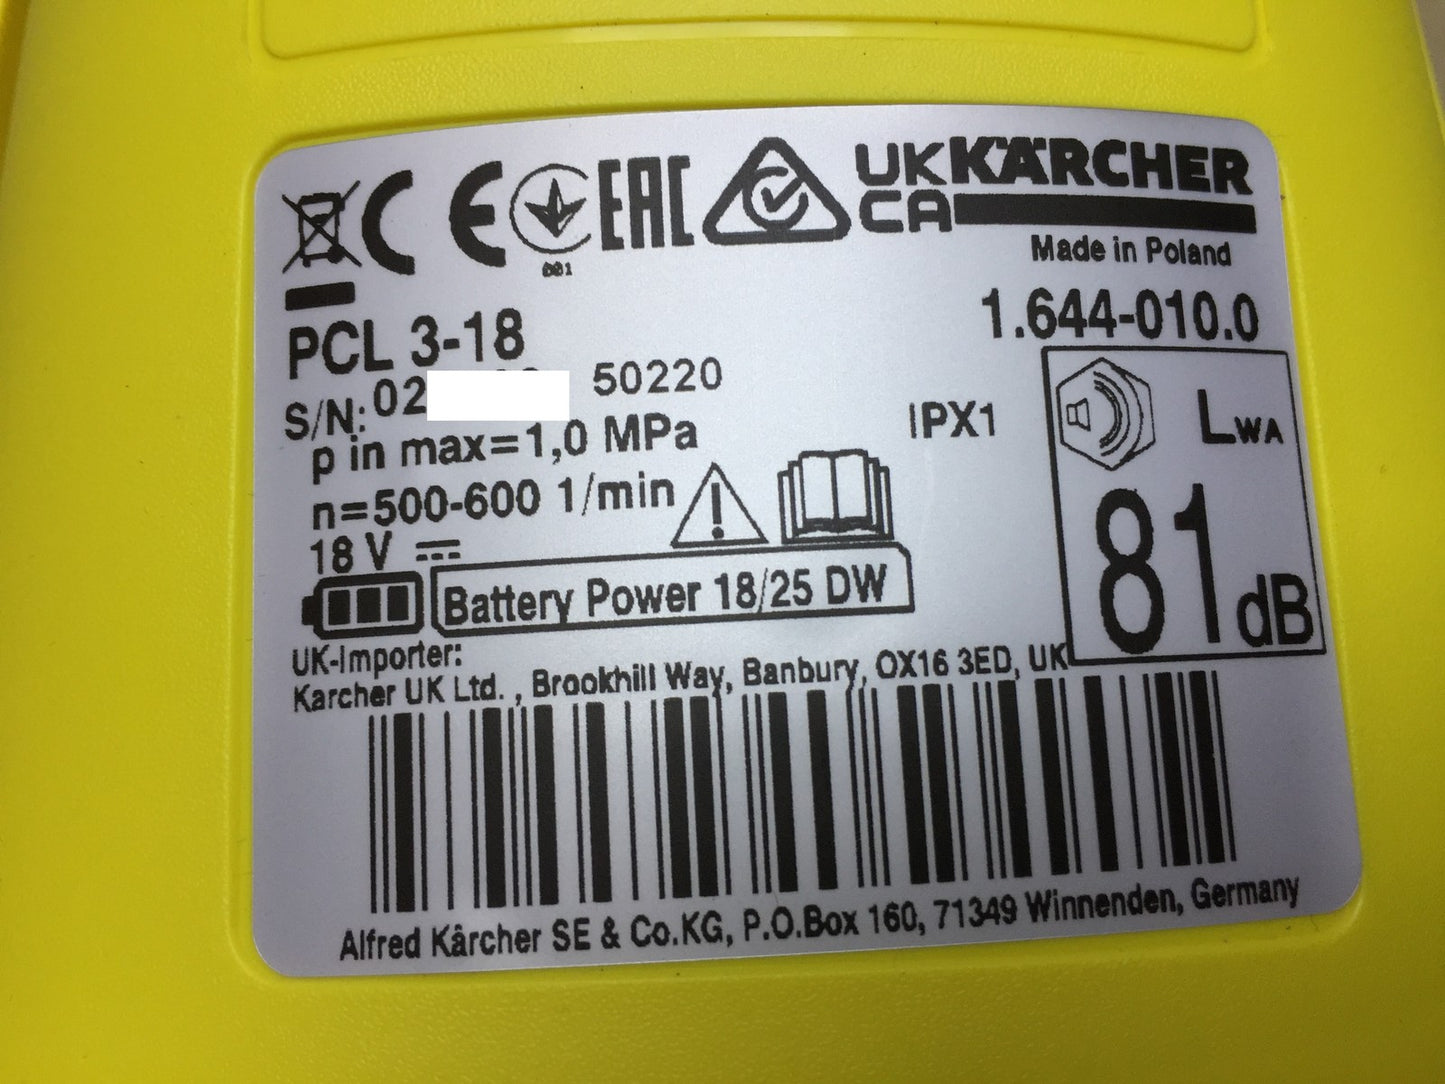 CE
001
EAC
UK
CA
KÄRCHER
Made in Poland
PCL 3-18
1.644-010.0
S/N: 02 50220
p in max=1,0 MPa
IPX1
LWA
n=500-600 1/min
81dB
18 V
Battery Power 18/25 DW
UK-Importer:
Karcher UK Ltd. , Brookhill Way, Banbury, OX16 3ED, UK
Alfred Kärcher SE & Co.KG, P.O.Box 160, 71349 Winnenden, Germany